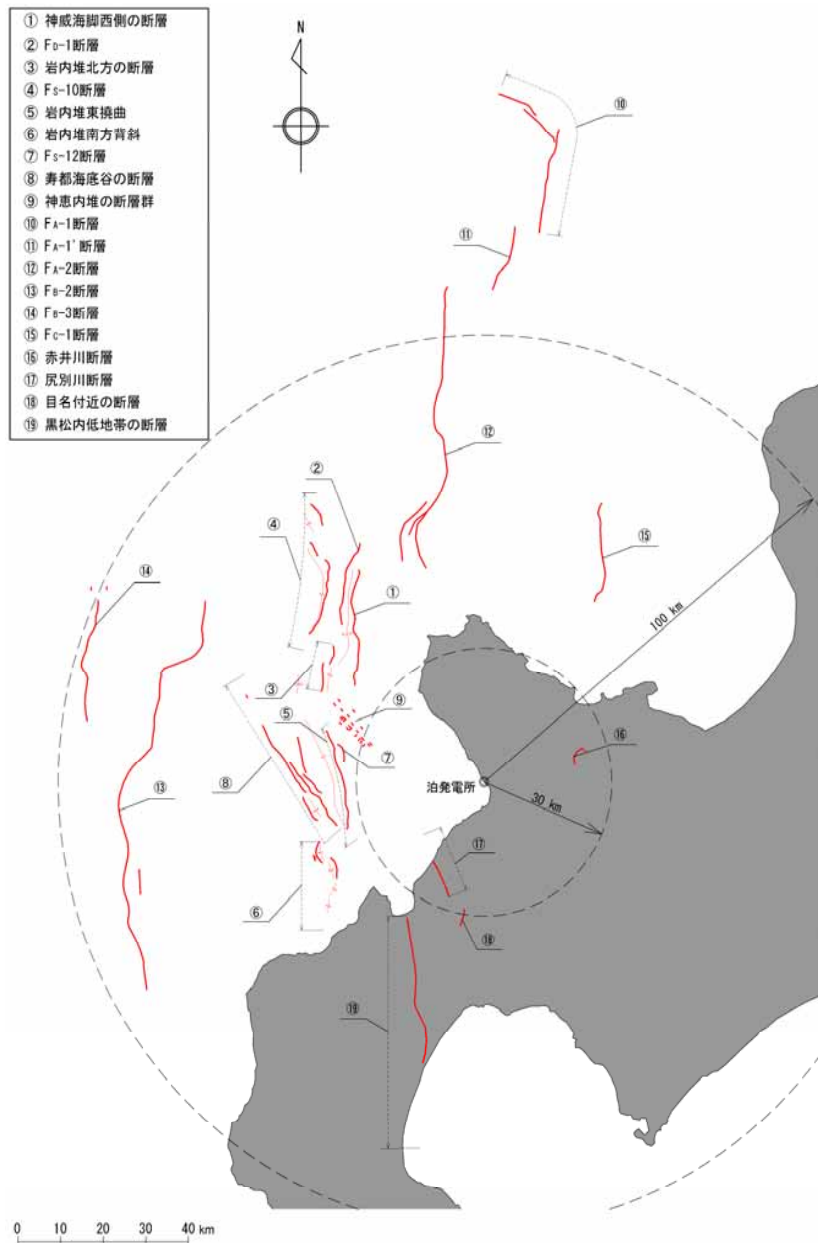 ① 神威海脚西側の断層
② FD-1断層
③ 岩内堆北方の断層
④ FS-10断層
⑤ 岩内堆東撓曲
⑥ 岩内堆南方背斜
⑦ FS-12断層
⑧ 寿都海底谷の断層
⑨ 神恵内堆の断層群
⑩ FA-1断層
⑪ FA-1'断層
⑫ FA-2断層
⑬ FB-2断層
⑭ FB-3断層
⑮ FC-1断層
⑯ 赤井川断層
⑰ 尻別川断層
⑱ 目名付近の断層
⑲ 黒松内低地帯の断層
N
⑩
⑪
⑫
②
④
⑮
⑭
①
100 km
③
⑨
⑤
⑦
⑯
⑧
泊発電所
⑬
30 km
⑰
⑥
⑱
⑲
0 10 20 30 40 km